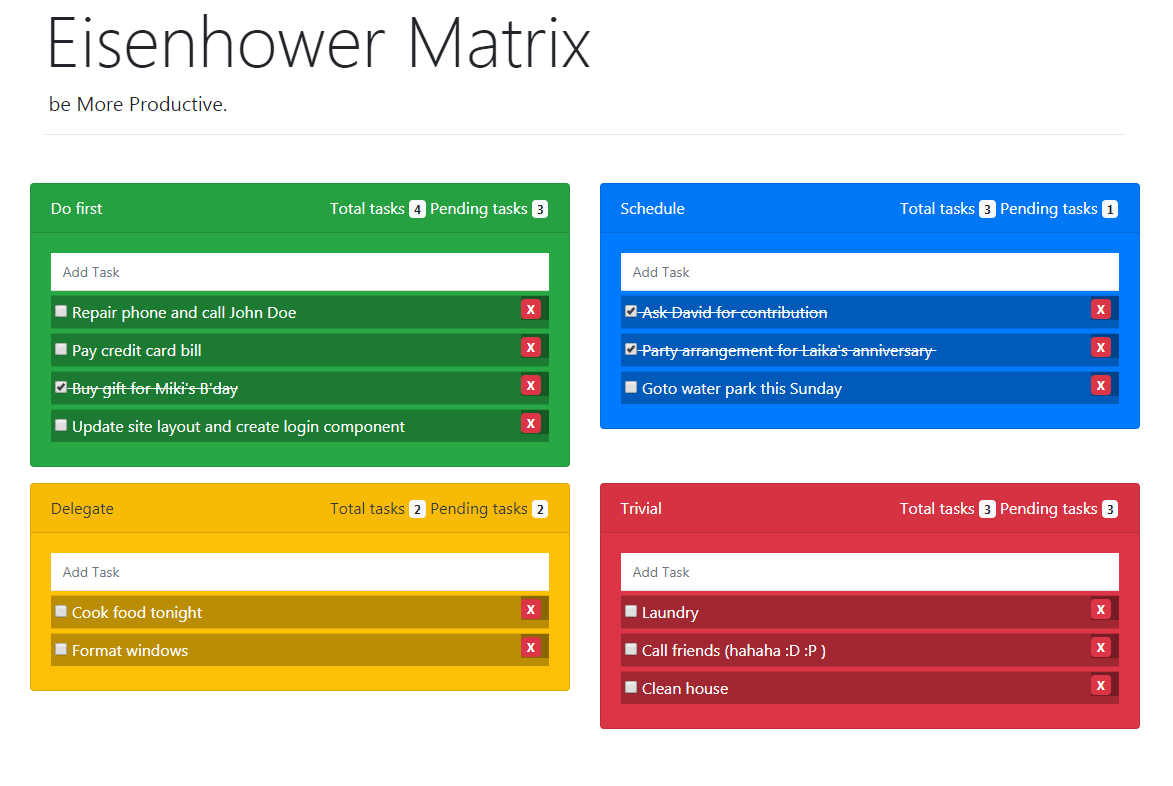 Eisenhower Matrix
be More Productive.
Do first Total tasks 4 Pending tasks 3
Add Task
Repair phone and call John Doe X
Pay credit card bill X
Buy gift for Miki's B'day X
Update site layout and create login component X
Schedule Total tasks 3 Pending tasks 1
Add Task
Ask David for contribution X
Party arrangement for Laika's anniversary X
Goto water park this Sunday X
Delegate Total tasks 2 Pending tasks 2
Add Task
Cook food tonight X
Format windows X
Trivial Total tasks 3 Pending tasks 3
Add Task
Laundry X
Call friends (hahaha :D :P ) X
Clean house X